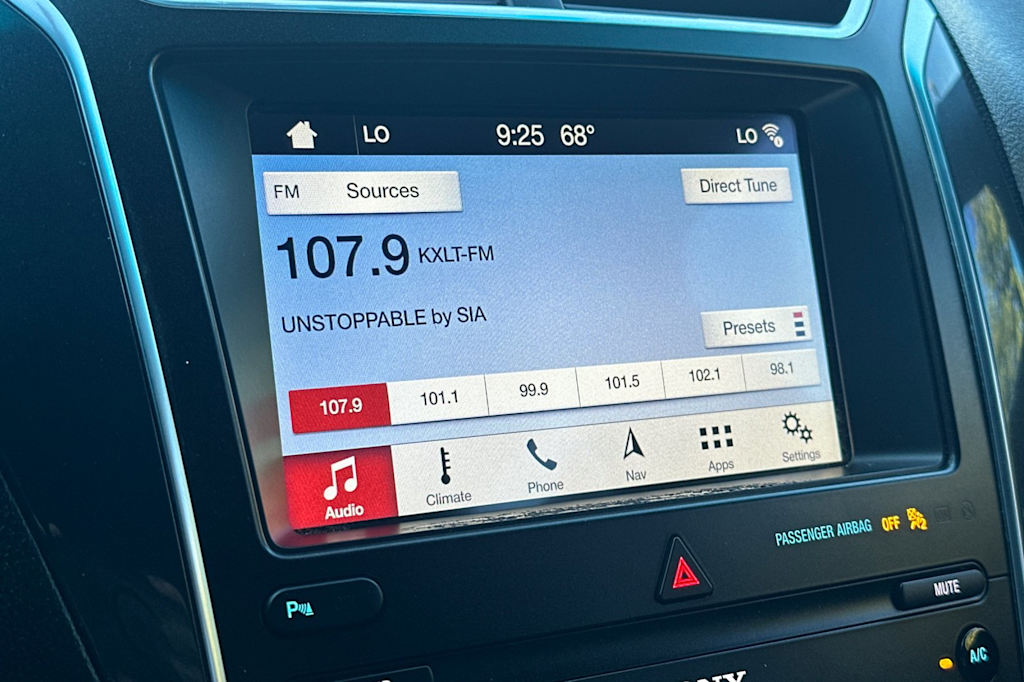 LO 9:25 68° LO
FM Sources Direct Tune
107.9 KXLT-FM
UNSTOPPABLE by SIA
Presets
107.9 101.1 99.9 101.5 102.1 98.1
Audio Climate Phone Nav Apps Settings
PASSENGER AIRBAG OFF
P
MUTE
A/C